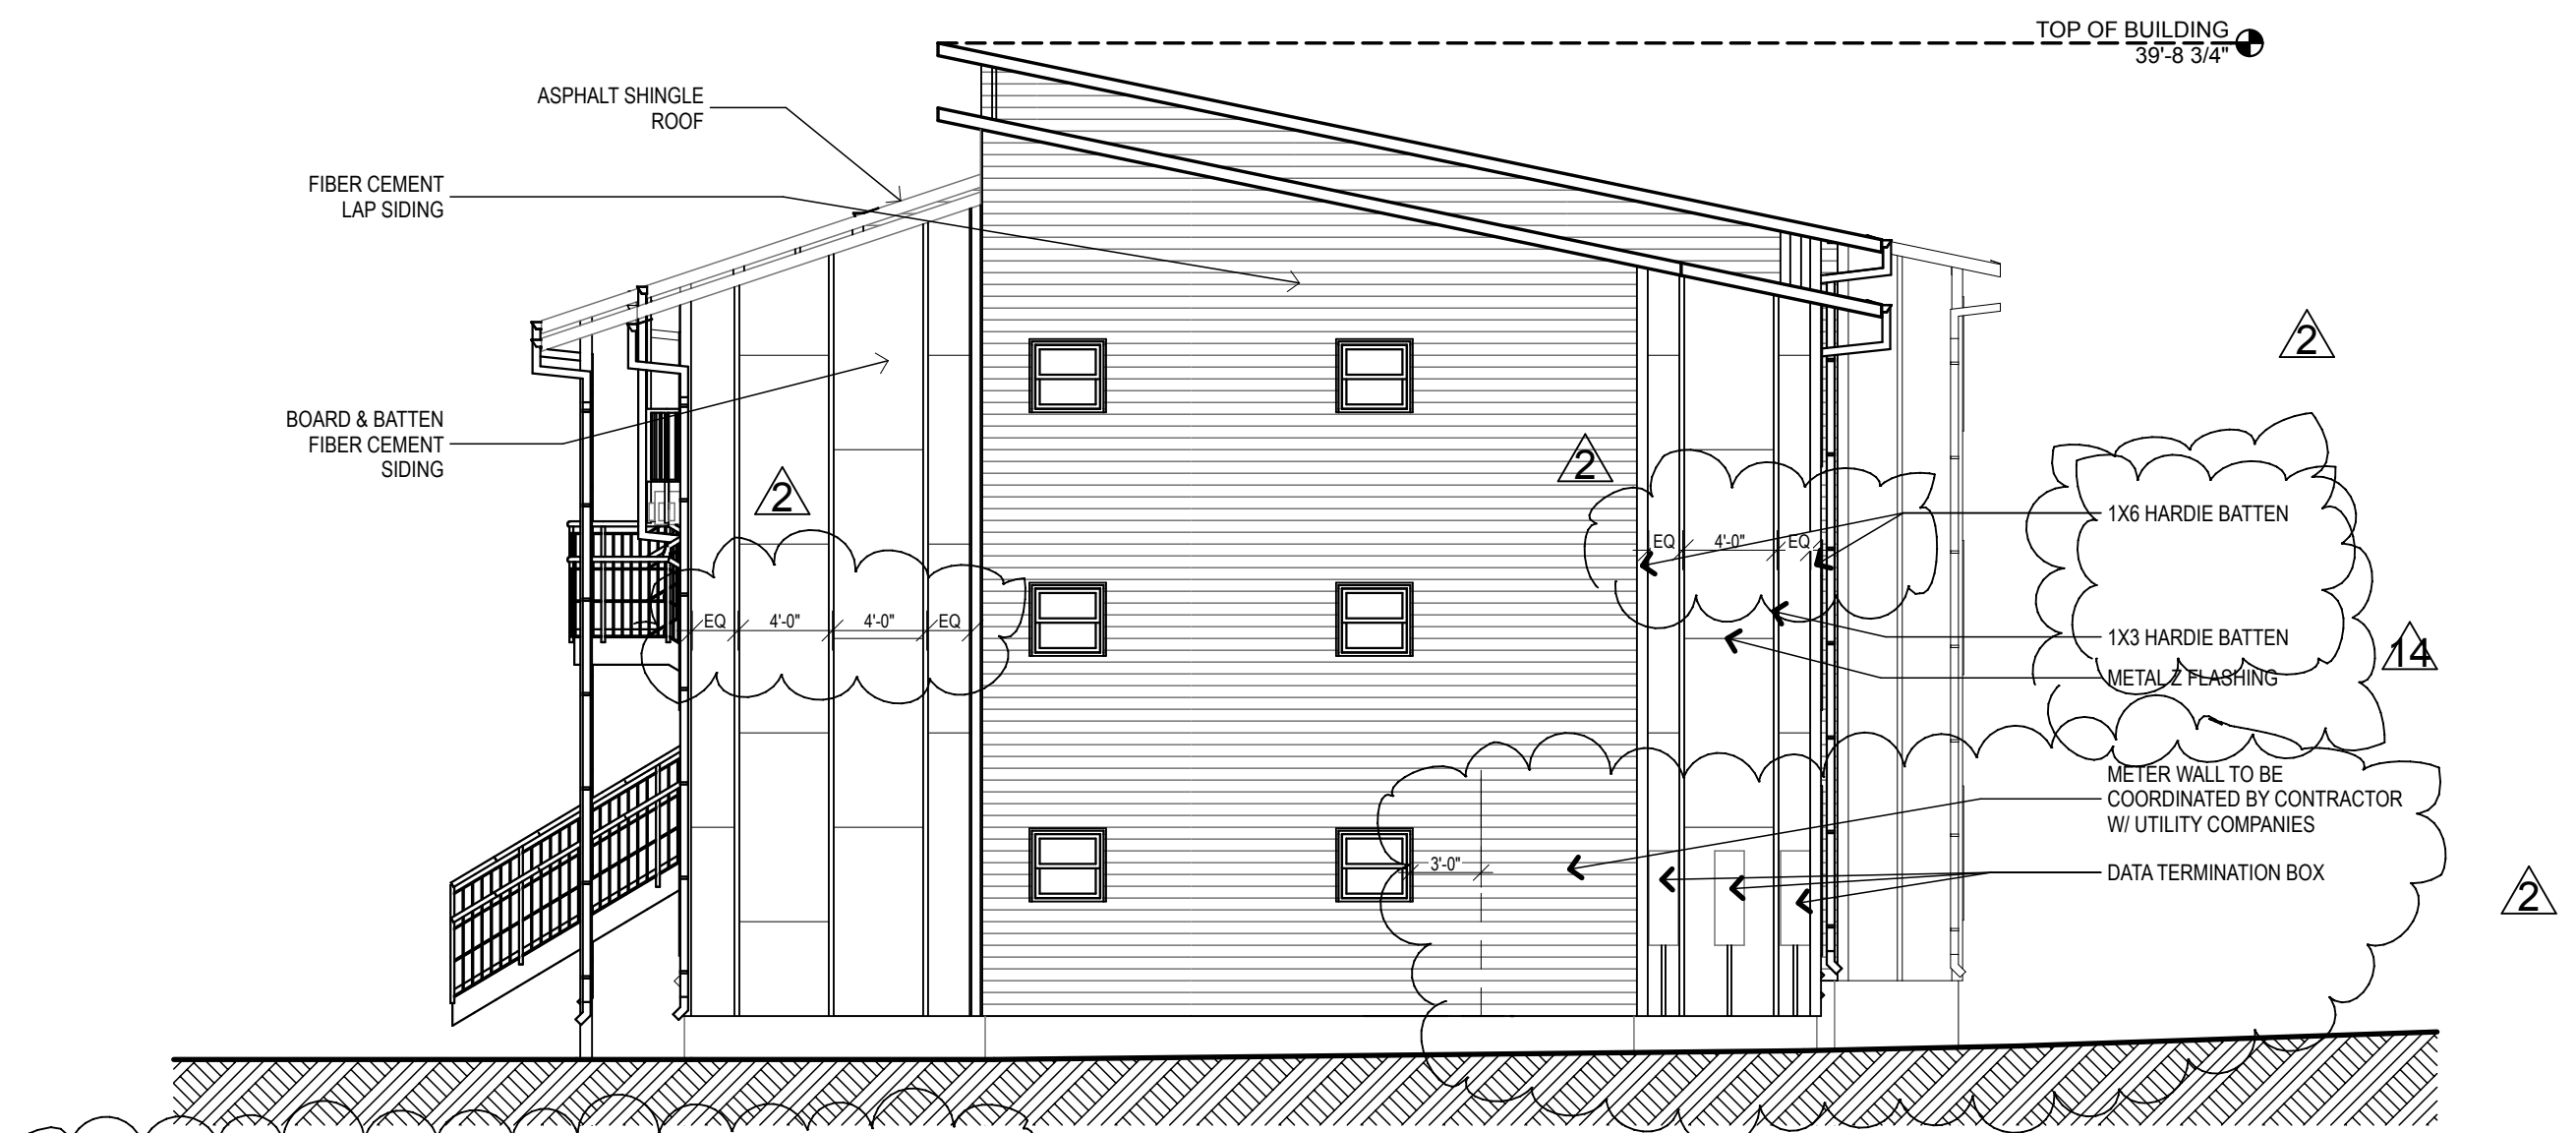 TOP OF BUILDING
39'-8 3/4"
ASPHALT SHINGLE
ROOF
FIBER CEMENT
LAP SIDING
2
BOARD & BATTEN
FIBER CEMENT
SIDING
2
2
1X6 HARDIE BATTEN
EQ 4'-0" EQ
EQ 4'-0" 4'-0" EQ
1X3 HARDIE BATTEN
14
METAL Z FLASHING
METER WALL TO BE
COORDINATED BY CONTRACTOR
W/ UTILITY COMPANIES
3'-0"
DATA TERMINATION BOX
2